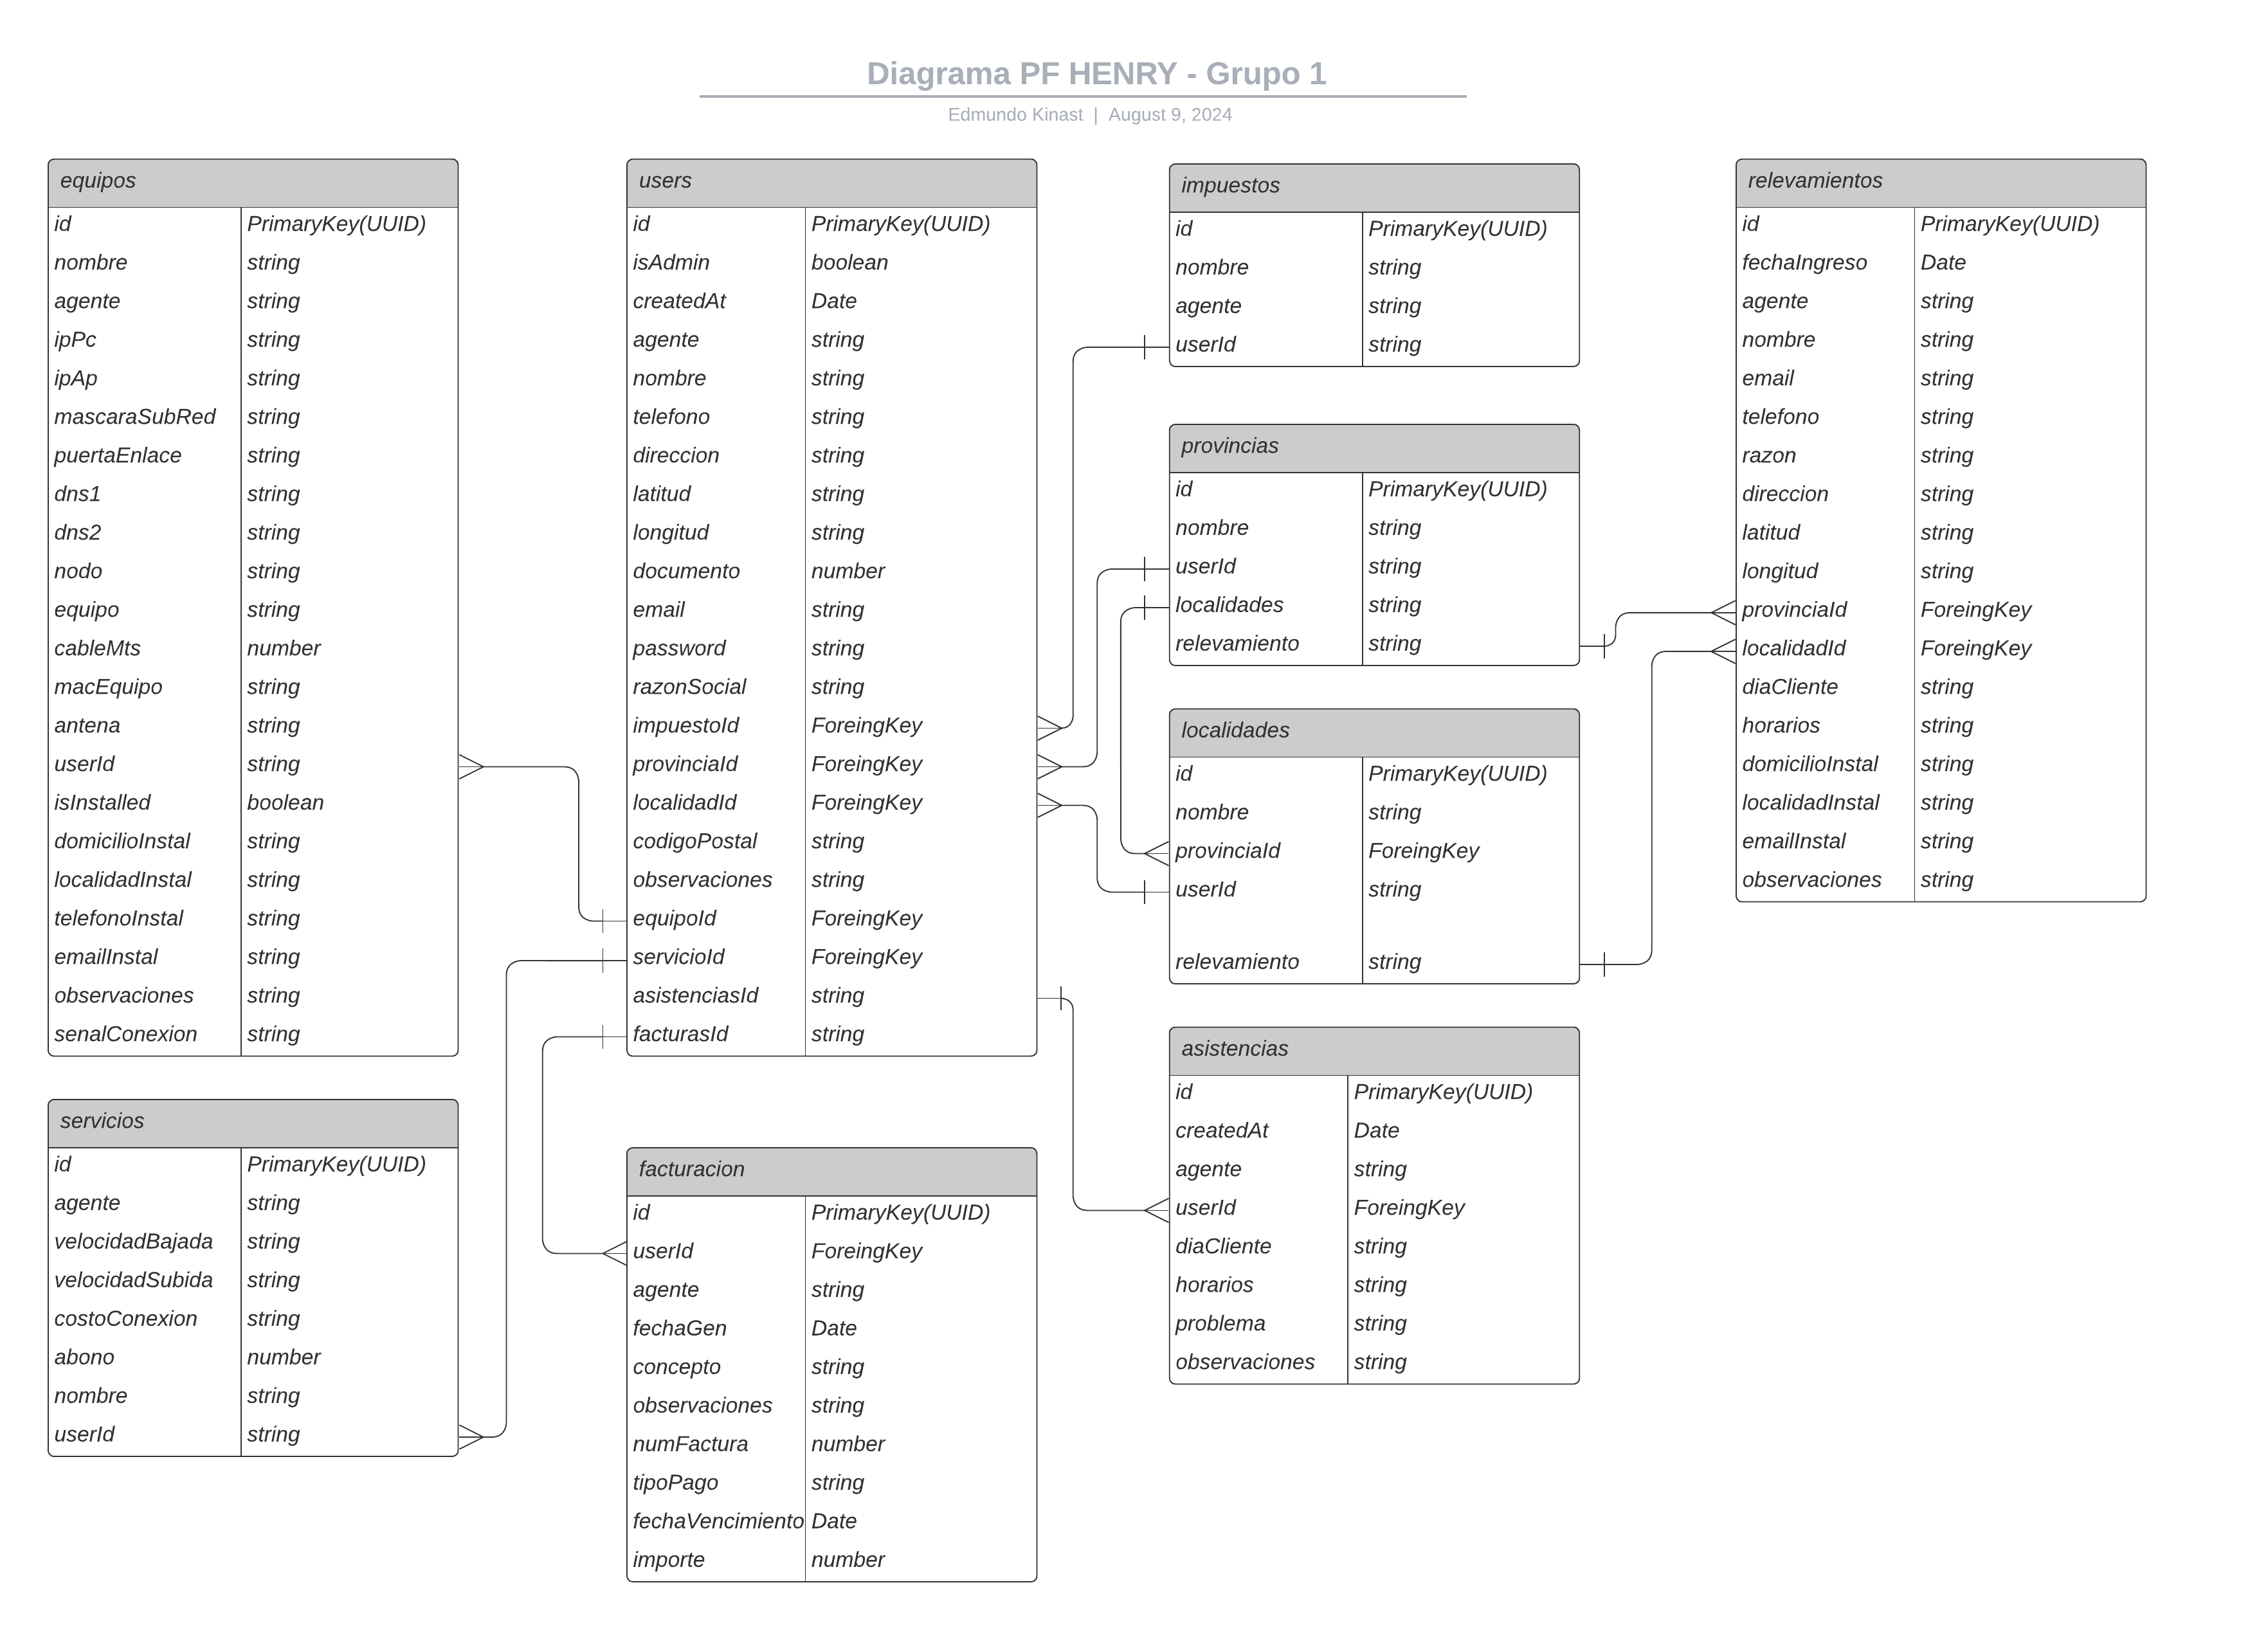 Diagrama PF HENRY - Grupo 1
Edmundo Kinast | August 9, 2024
equipos
id PrimaryKey(UUID)
nombre string
agente string
ipPc string
ipAp string
mascaraSubRed string
puertaEnlace string
dns1 string
dns2 string
nodo string
equipo string
cableMts number
macEquipo string
antena string
userId string
isInstalled boolean
domicilioInstal string
localidadInstal string
telefonoInstal string
emailInstal string
observaciones string
senalConexion string
servicios
id PrimaryKey(UUID)
agente string
velocidadBajada string
velocidadSubida string
costoConexion string
abono number
nombre string
userId string
users
id PrimaryKey(UUID)
isAdmin boolean
createdAt Date
agente string
nombre string
telefono string
direccion string
latitud string
longitud string
documento number
email string
password string
razonSocial string
impuestoId ForeingKey
provinciaId ForeingKey
localidadId ForeingKey
codigoPostal string
observaciones string
equipoId ForeingKey
servicioId ForeingKey
asistenciasId string
facturasId string
facturacion
id PrimaryKey(UUID)
userId ForeingKey
agente string
fechaGen Date
concepto string
observaciones string
numFactura number
tipoPago string
fechaVencimiento Date
importe number
impuestos
id PrimaryKey(UUID)
nombre string
agente string
userId string
provincias
id PrimaryKey(UUID)
nombre string
userId string
localidades string
relevamiento string
localidades
id PrimaryKey(UUID)
nombre string
provinciaId ForeingKey
userId string
relevamiento string
asistencias
id PrimaryKey(UUID)
createdAt Date
agente string
userId ForeingKey
diaCliente string
horarios string
problema string
observaciones string
relevamientos
id PrimaryKey(UUID)
fechaIngreso Date
agente string
nombre string
email string
telefono string
razon string
direccion string
latitud string
longitud string
provinciaId ForeingKey
localidadId ForeingKey
diaCliente string
horarios string
domicilioInstal string
localidadInstal string
emailInstal string
observaciones string